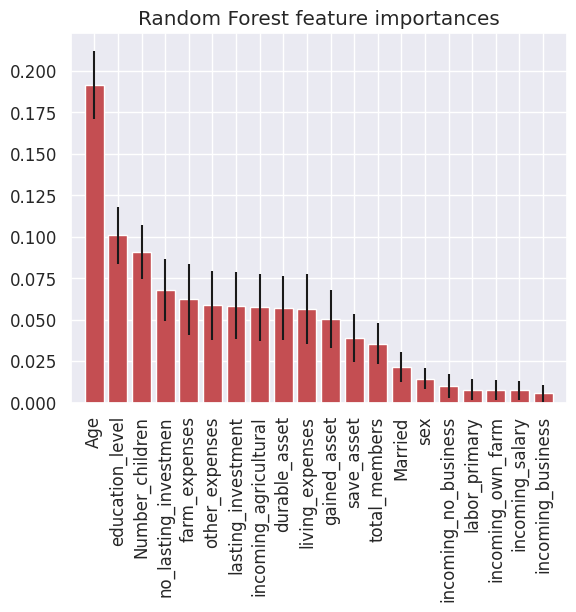 Random Forest feature importances
0.200
0.175
0.150
0.125
0.100
0.075
0.050
0.025
0.000
Age
education_level
Number_children
no_lasting_investmen
farm_expenses
other_expenses
lasting_investment
incoming_agricultural
durable_asset
living_expenses
gained_asset
save_asset
total_members
Married
sex
incoming_no_business
labor_primary
incoming_own_farm
incoming_salary
incoming_business